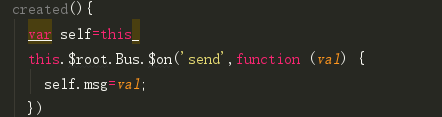 created(){
var self=this
this.$root.Bus.$on('send',function (val) {
self.msg=val;
})